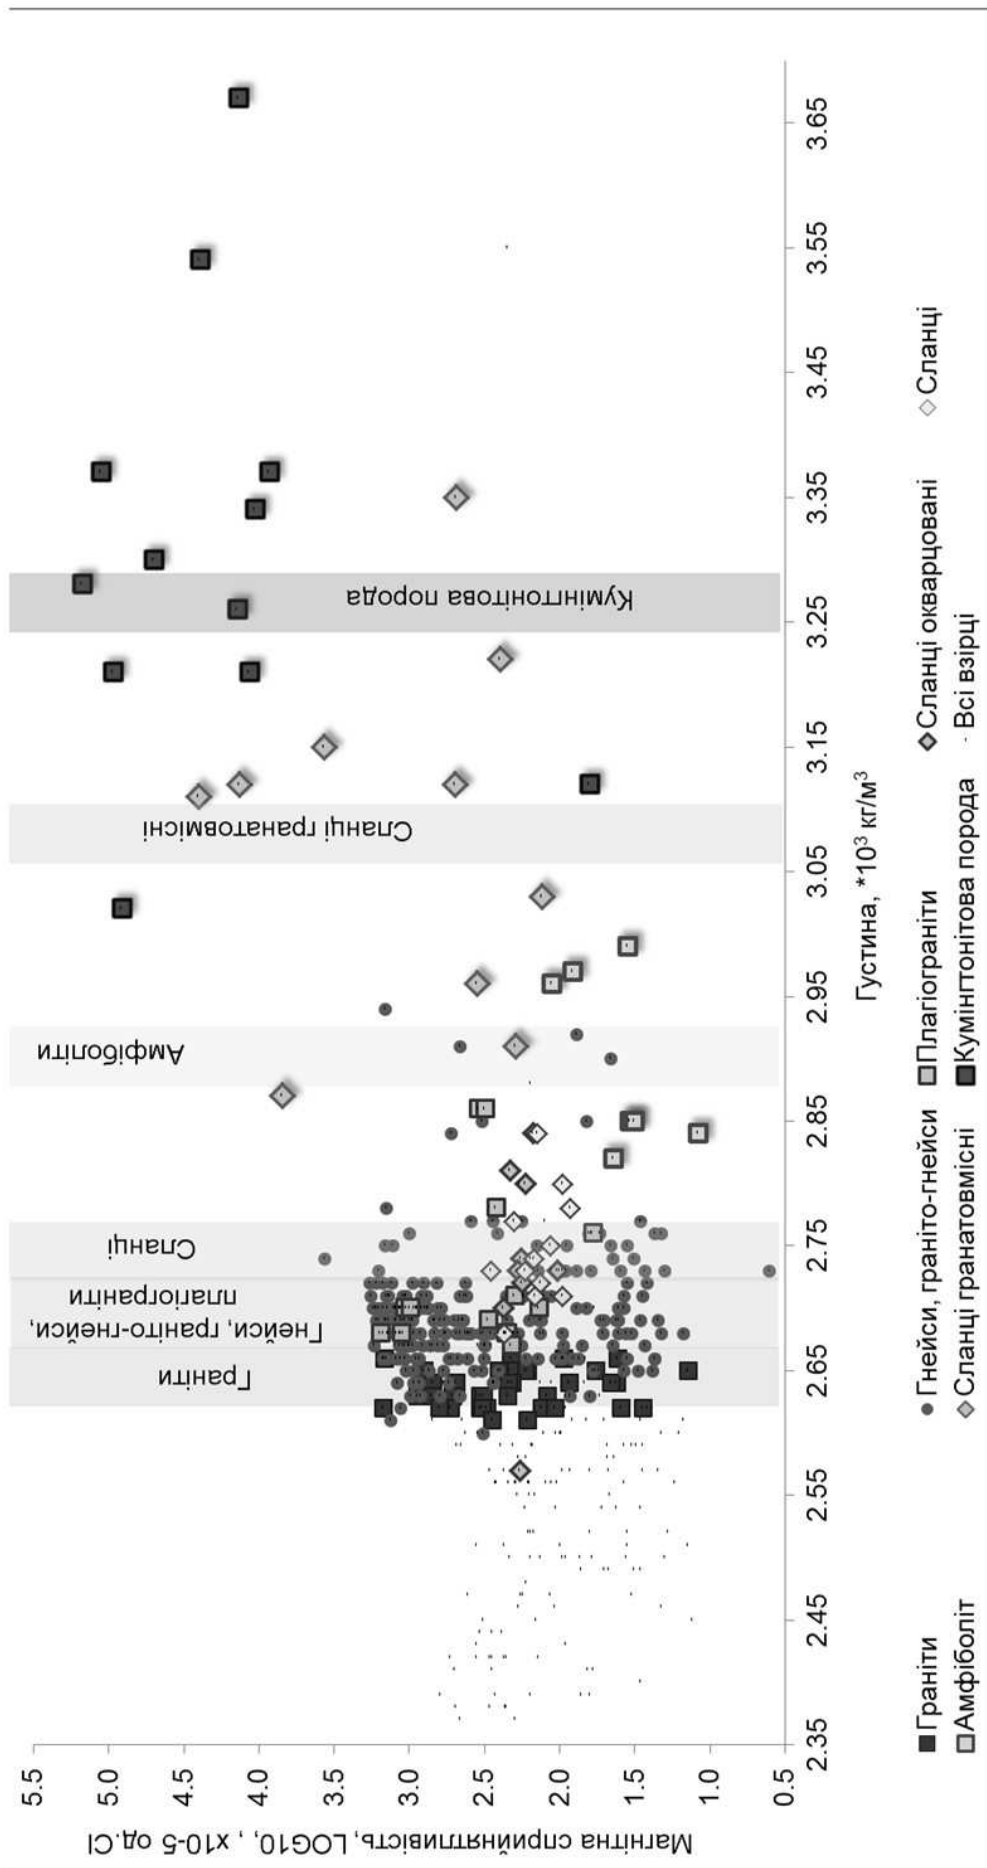 Магнітна сприйнятливість, LOG10, , x10-5 од.СІ
5.5
5.0
4.5
4.0
3.5
3.0
2.5
2.0
1.5
1.0
0.5
Граніти
Гнейси, граніто-гнейси,
плагіограніти
Сланці
Амфіболіти
Сланці гранатовмісні
Кумінгтонітова порода
2.35
2.45
2.55
2.65
2.75
2.85
2.95
3.05
3.15
3.25
3.35
3.45
3.55
3.65
Густина, *10³ кг/м³
Граніти
Гнейси, граніто-гнейси
Плагіограніти
Сланці окварцовані
Сланці
Амфіболіт
Сланці гранатовмісні
Кумінгтонітова порода
Всі взірці